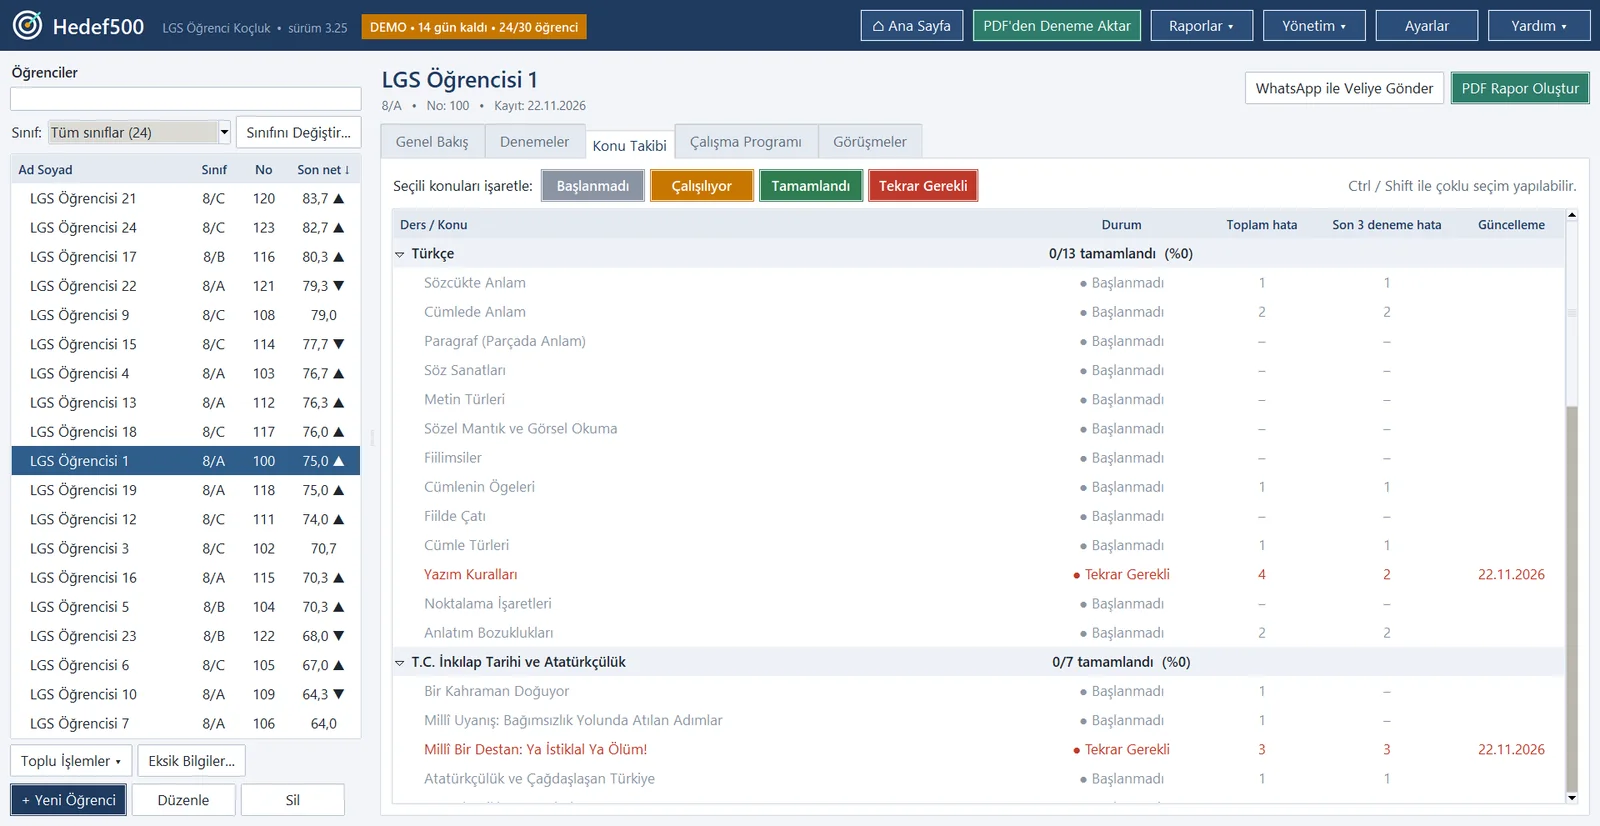 Hedef500 LGS Öğrenci Koçluk • sürüm 3.25 DEMO • 14 gün kaldı • 24/30 öğrenci Ana Sayfa PDF'den Deneme Aktar Raporlar Yönetim Ayarlar Yardım
Öğrenciler
Sınıf: Tüm sınıflar (24) Sınıfını Değiştir...
Ad Soyad Sınıf No Son net ↓
LGS Öğrencisi 21 8/C 120 83,7 ▲
LGS Öğrencisi 24 8/C 123 82,7 ▲
LGS Öğrencisi 17 8/B 116 80,3 ▲
LGS Öğrencisi 22 8/A 121 79,3 ▼
LGS Öğrencisi 9 8/C 108 79,0
LGS Öğrencisi 15 8/C 114 77,7 ▼
LGS Öğrencisi 4 8/A 103 76,7 ▲
LGS Öğrencisi 13 8/A 112 76,3 ▲
LGS Öğrencisi 18 8/C 117 76,0 ▲
LGS Öğrencisi 1 8/A 100 75,0 ▲
LGS Öğrencisi 19 8/A 118 75,0 ▲
LGS Öğrencisi 12 8/C 111 74,0 ▲
LGS Öğrencisi 3 8/C 102 70,7
LGS Öğrencisi 16 8/A 115 70,3 ▲
LGS Öğrencisi 5 8/B 104 70,3 ▲
LGS Öğrencisi 23 8/B 122 68,0 ▼
LGS Öğrencisi 6 8/C 105 67,0 ▲
LGS Öğrencisi 10 8/A 109 64,3 ▼
LGS Öğrencisi 7 8/A 106 64,0
Toplu İşlemler Eksik Bilgiler...
+ Yeni Öğrenci Düzenle Sil
LGS Öğrencisi 1
8/A • No: 100 • Kayıt: 22.11.2026
WhatsApp ile Veliye Gönder PDF Rapor Oluştur
Genel Bakış Denemeler Konu Takibi Çalışma Programı Görüşmeler
Seçili konuları işaretle: Başlanmadı Çalışılıyor Tamamlandı Tekrar Gerekli Ctrl / Shift ile çoklu seçim yapılabilir.
Ders / Konu Durum Toplam hata Son 3 deneme hata Güncelleme
Türkçe 0/13 tamamlandı (%0)
Sözcükte Anlam ● Başlanmadı 1 1
Cümlede Anlam ● Başlanmadı 2 2
Paragraf (Parçada Anlam) ● Başlanmadı – –
Söz Sanatları ● Başlanmadı – –
Metin Türleri ● Başlanmadı – –
Sözel Mantık ve Görsel Okuma ● Başlanmadı – –
Fiilimsiler ● Başlanmadı – –
Cümlenin Ögeleri ● Başlanmadı 1 1
Fiilde Çatı ● Başlanmadı – –
Cümle Türleri ● Başlanmadı 1 1
Yazım Kuralları ● Tekrar Gerekli 4 2 22.11.2026
Noktalama İşaretleri ● Başlanmadı – –
Anlatım Bozuklukları ● Başlanmadı 2 2
T.C. İnkılap Tarihi ve Atatürkçülük 0/7 tamamlandı (%0)
Bir Kahraman Doğuyor ● Başlanmadı 1 –
Millî Uyanış: Bağımsızlık Yolunda Atılan Adımlar ● Başlanmadı 1 –
Millî Bir Destan: Ya İstiklal Ya Ölüm! ● Tekrar Gerekli 3 3 22.11.2026
Atatürkçülük ve Çağdaşlaşan Türkiye ● Başlanmadı 1 1